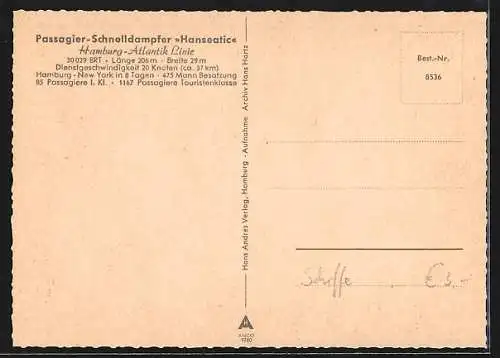 Passagier-Schnelldampfer »Hanseatic«
Hamburg-Atlantik Linie
30029 BRT • Länge 206 m - Breite 29 m
Dienstgeschwindigkeit 20 Knoten (ca. 37 km)
Hamburg - New York in 8 Tagen - 475 Mann Besatzung
85 Passagiere I. Kl. • 1167 Passagiere Touristenklasse
Best.-Nr.
8536
Hans Andres Verlag, Hamburg - Aufnahme Archiv Hans Hartz
Schiffe E 3.-